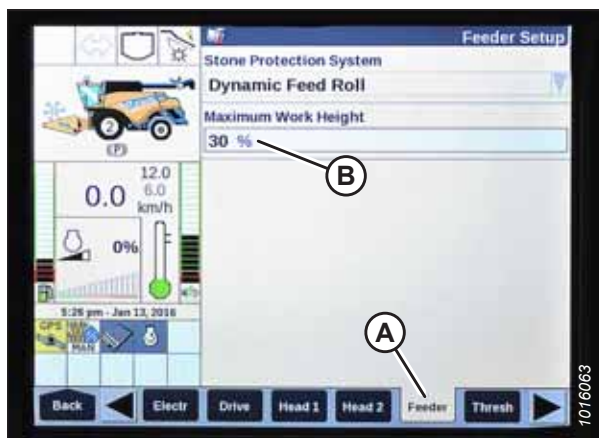 Feeder Setup
Stone Protection System
Dynamic Feed Roll
Maximum Work Height
30 %
B
2
(P)
12.0
0.0 6.0
km/h
0%
5:26 pm - Jan 13, 2016
GPS
MAN
A
Back Electr Drive Head 1 Head 2 Feeder Thresh
1016063